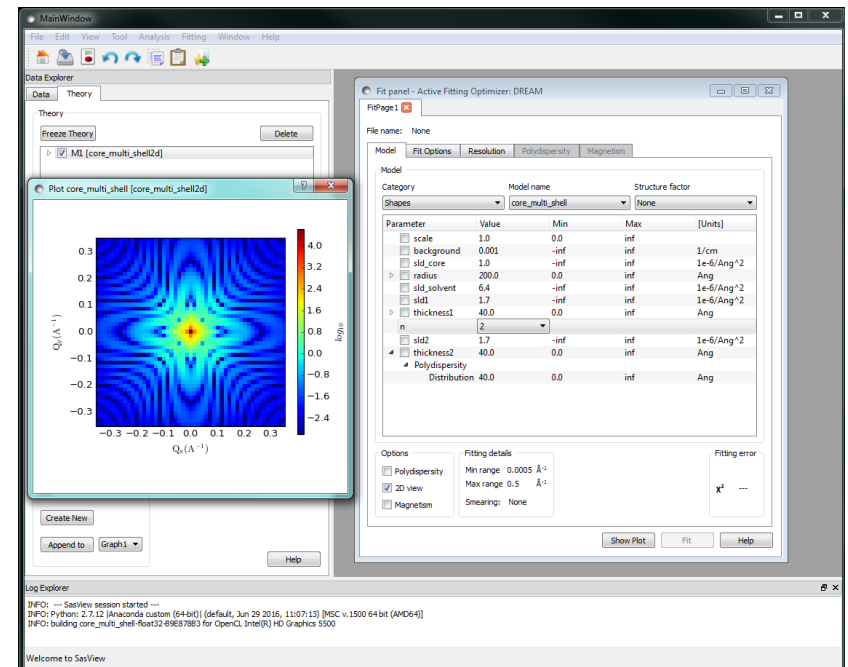 MainWindow
File Edit View Tool Analysis Fitting Window Help
Data Explorer
Data Theory
Theory
Freeze Theory Delete
M1 [core_multi_shell2d]
Plot core_multi_shell [core_multi_shell2d]
0.3
0.2
0.1
0.0
−0.1
−0.2
−0.3
Qy(A−1)
−0.3 −0.2 −0.1 0.0 0.1 0.2 0.3
Qx(A−1)
4.0
3.2
2.4
1.6
0.8
0.0
−0.8
−1.6
−2.4
log10
Create New
Append to Graph1
Help
Fit panel - Active Fitting Optimizer: DREAM
FitPage1
File name: None
Model Fit Options Resolution Polydispersity Magnetism
Model
Category Model name Structure factor
Shapes core_multi_shell None
Parameter Value Min Max [Units]
scale 1.0 0.0 inf
background 0.001 -inf inf 1/cm
sld_core 1.0 -inf inf 1e-6/Ang^2
radius 200.0 0.0 inf Ang
sld_solvent 6.4 -inf inf 1e-6/Ang^2
sld1 1.7 -inf inf 1e-6/Ang^2
thickness1 40.0 0.0 inf Ang
n 2
sld2 1.7 -inf inf 1e-6/Ang^2
thickness2 40.0 0.0 inf Ang
Polydispersity
Distribution 40.0 0.0 inf Ang
Options Fitting details Fitting error
Polydispersity Min range 0.0005 Å-1
2D view Max range 0.5 Å-1 χ² ---
Magnetism Smearing: None
Show Plot Fit Help
Log Explorer
INFO: --- SasView session started ---
INFO: Python: 2.7.12 |Anaconda custom (64-bit)| (default, Jun 29 2016, 11:07:13) [MSC v.1500 64 bit (AMD64)]
INFO: building core_multi_shell-float32-B9E878B3 for OpenCL Intel(R) HD Graphics 5500
Welcome to SasView